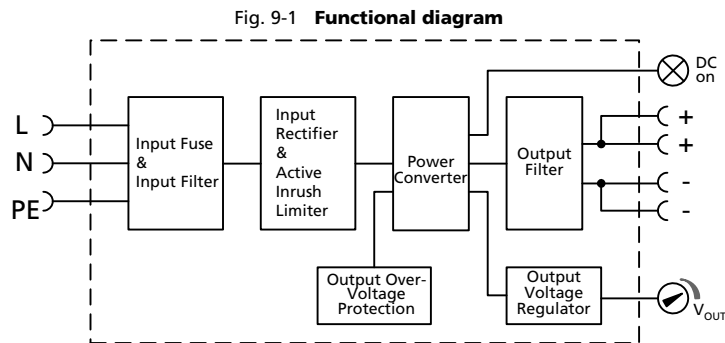 Fig. 9-1 Functional diagram
L
N
PE
Input Fuse
&
Input Filter
Input
Rectifier
&
Active
Inrush
Limiter
Power
Converter
Output
Filter
DC
on
+
+
-
-
Output Over-
Voltage
Protection
Output
Voltage
Regulator
VOUT